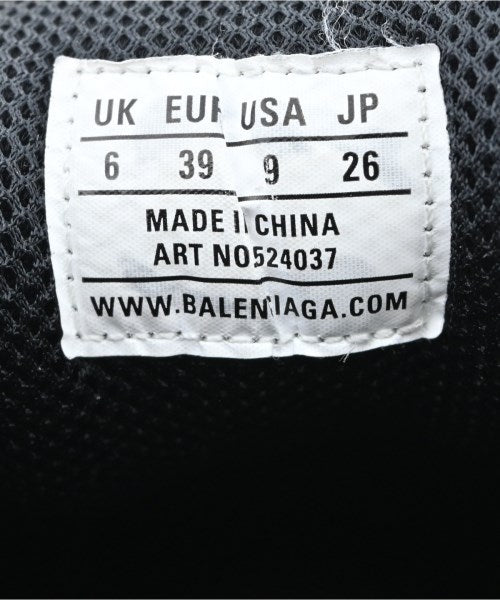 UK EUR USA JP
6 39 9 26
MADE IN CHINA
ART NO524037
WWW.BALENCIAGA.COM